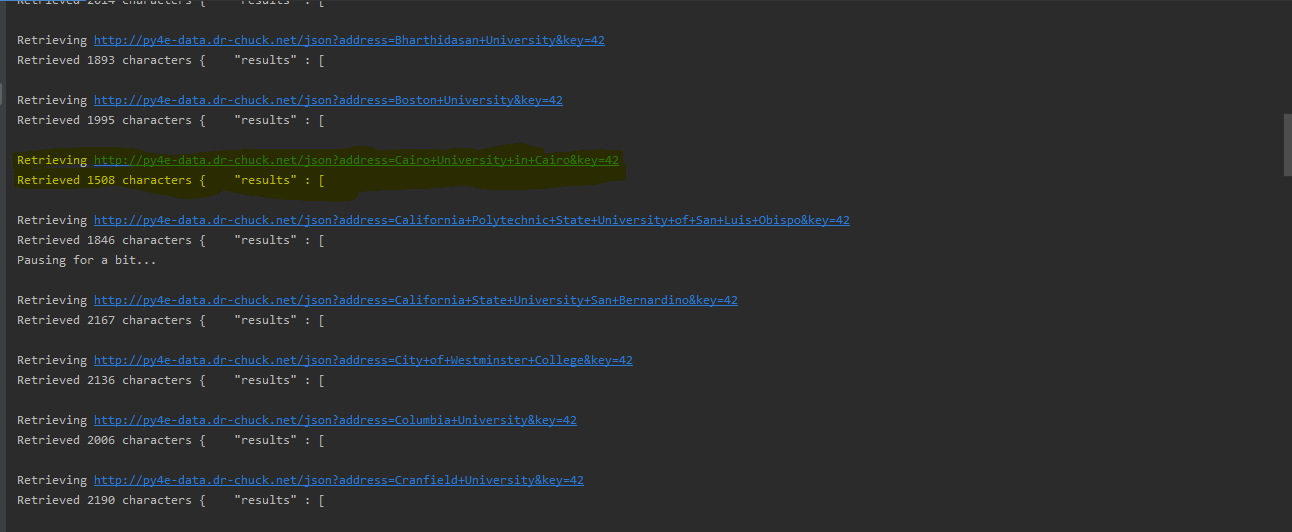 Retrieved 2014 characters {    "results" : [
Retrieving http://py4e-data.dr-chuck.net/json?address=Bharthidasan+University&key=42
Retrieved 1893 characters {    "results" : [
Retrieving http://py4e-data.dr-chuck.net/json?address=Boston+University&key=42
Retrieved 1995 characters {    "results" : [
Retrieving http://py4e-data.dr-chuck.net/json?address=Cairo+University+in+Cairo&key=42
Retrieved 1508 characters {    "results" : [
Retrieving http://py4e-data.dr-chuck.net/json?address=California+Polytechnic+State+University+of+San+Luis+Obispo&key=42
Retrieved 1846 characters {    "results" : [
Pausing for a bit...
Retrieving http://py4e-data.dr-chuck.net/json?address=California+State+University+San+Bernardino&key=42
Retrieved 2167 characters {    "results" : [
Retrieving http://py4e-data.dr-chuck.net/json?address=City+of+Westminster+College&key=42
Retrieved 2136 characters {    "results" : [
Retrieving http://py4e-data.dr-chuck.net/json?address=Columbia+University&key=42
Retrieved 2006 characters {    "results" : [
Retrieving http://py4e-data.dr-chuck.net/json?address=Cranfield+University&key=42
Retrieved 2190 characters {    "results" : [